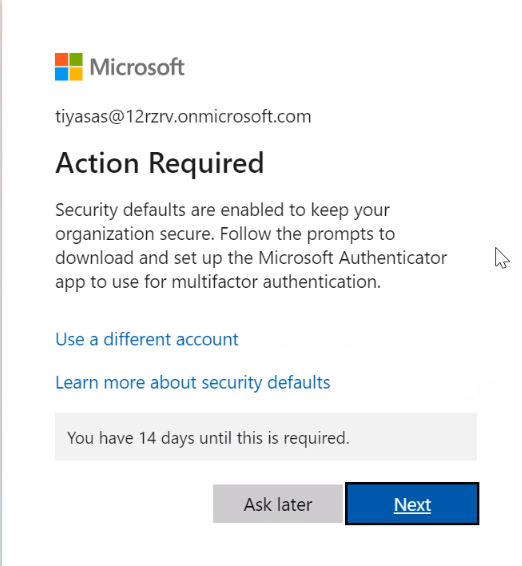 Microsoft
tiyasas@12rzrv.onmicrosoft.com
Action Required
Security defaults are enabled to keep your
organization secure. Follow the prompts to
download and set up the Microsoft Authenticator
app to use for multifactor authentication.
Use a different account
Learn more about security defaults
You have 14 days until this is required.
Ask later
Next